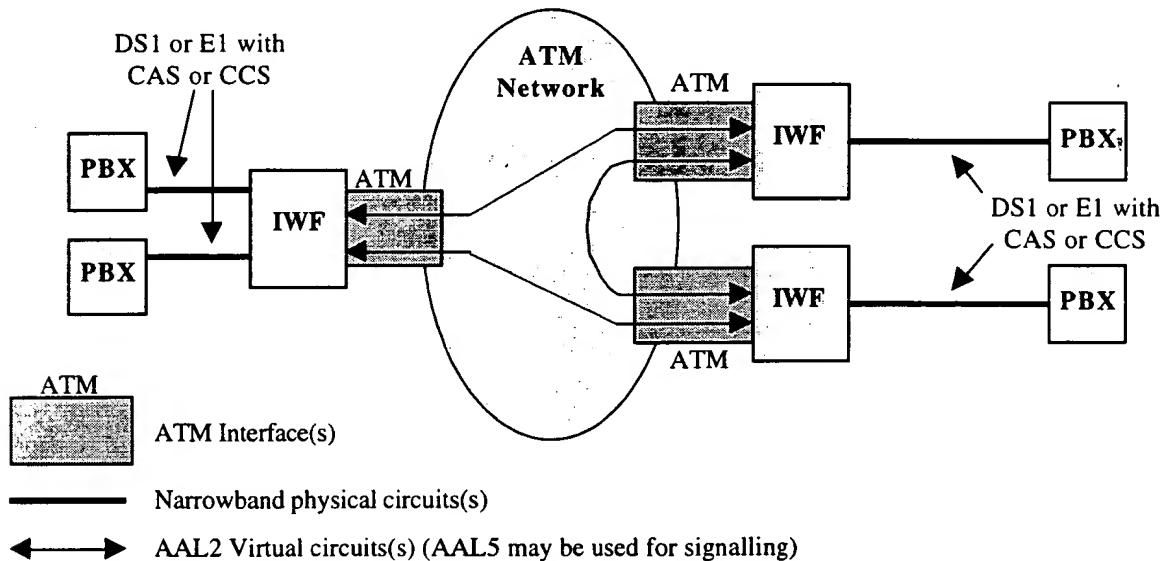 DS1 or E1 with
CAS or CCS
ATM
Network
ATM
PBX
IWF
PBX
ATM
IWF
PBX
DS1 or E1 with
CAS or CCS
IWF
PBX
ATM
ATM
ATM Interface(s)
Narrowband physical circuits(s)
AAL2 Virtual circuits(s) (AAL5 may be used for signalling)
PBX